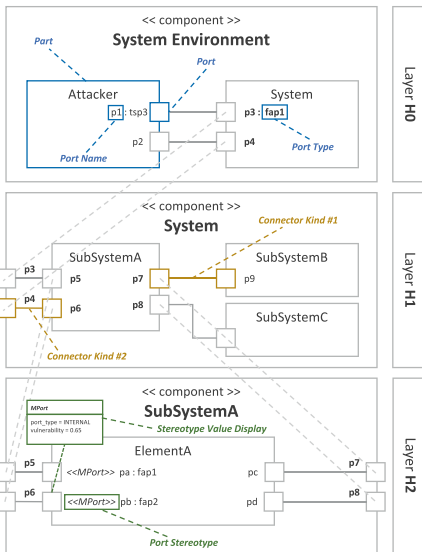 << component >>
System Environment
Part
Port
Attacker
System
p1 : tsp3
p3 : fap1
p2
p4
Port Name
Port Type
Layer H0
<< component >>
System
Connector Kind #1
SubSystemA
SubSystemB
p3
p5
p7
p9
p4
p6
p8
SubSystemC
Connector Kind #2
Layer H1
<< component >>
SubSystemA
MPort
port_type = INTERNAL
vulnerability = 0.65
Stereotype Value Display
ElementA
p5
<<MPort>> pa : fap1
pc
p7
p6
<<MPort>> pb : fap2
pd
p8
Port Stereotype
Layer H2